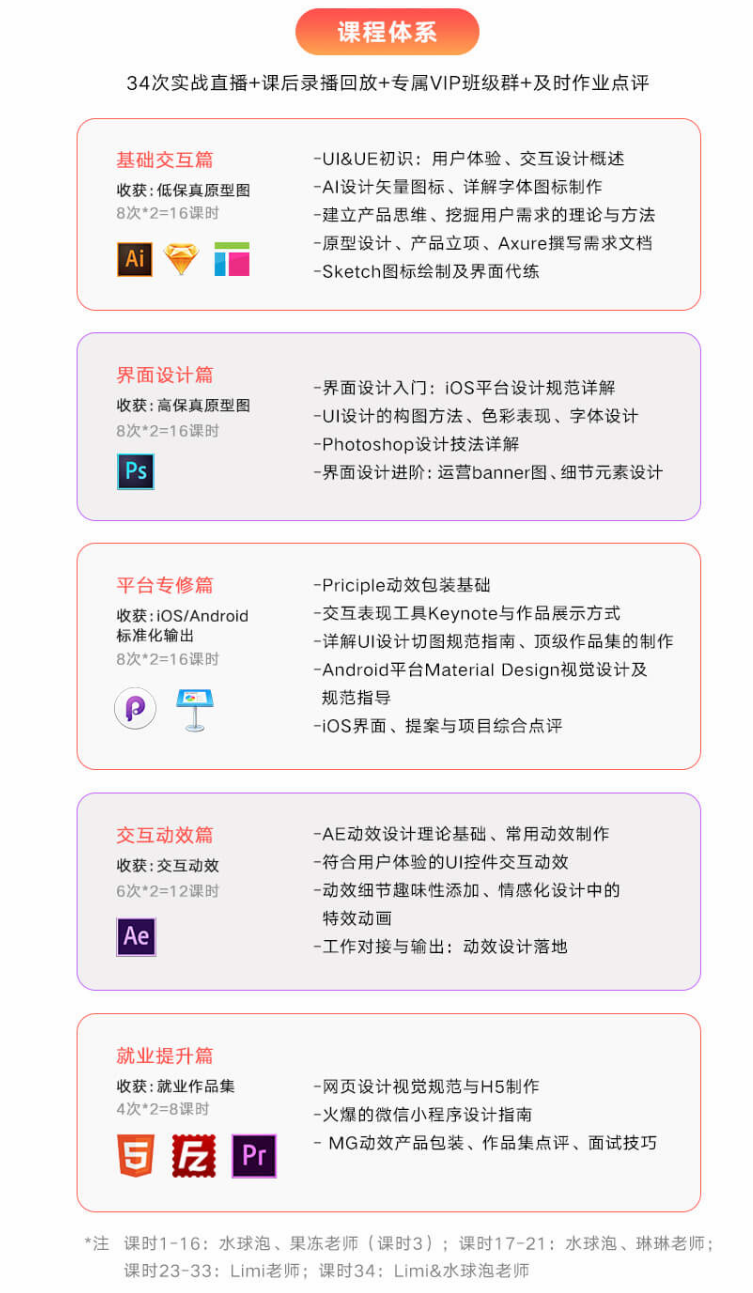 课程体系
34次实战直播+课后录播回放+专属VIP班级群+及时作业点评
基础交互篇
收获:低保真原型图
8次*2=16课时
Ai
-UI&UE初识：用户体验、交互设计概述
-AI设计矢量图标、详解字体图标制作
-建立产品思维、挖掘用户需求的理论与方法
-原型设计、产品立项、Axure撰写需求文档
-Sketch图标绘制及界面代练
界面设计篇
收获:高保真原型图
8次*2=16课时
Ps
-界面设计入门：iOS平台设计规范详解
-UI设计的构图方法、色彩表现、字体设计
-Photoshop设计技法详解
-界面设计进阶：运营banner图、细节元素设计
平台专修篇
收获:iOS/Android
标准化输出
8次*2=16课时
-Priciple动效包装基础
-交互表现工具Keynote与作品展示方式
-详解UI设计切图规范指南、顶级作品集的制作
-Android平台Material Design视觉设计及
规范指导
-iOS界面、提案与项目综合点评
交互动效篇
收获:交互动效
6次*2=12课时
Ae
-AE动效设计理论基础、常用动效制作
-符合用户体验的UI控件交互动效
-动效细节趣味性添加、情感化设计中的
特效动画
-工作对接与输出：动效设计落地
就业提升篇
收获:就业作品集
4次*2=8课时
5 Fz Pr
-网页设计视觉规范与H5制作
-火爆的微信小程序设计指南
- MG动效产品包装、作品集点评、面试技巧
*注 课时1-16：水球泡、果冻老师（课时3）；课时17-21：水球泡、琳琳老师；
课时23-33：Limi老师；课时34：Limi&水球泡老师